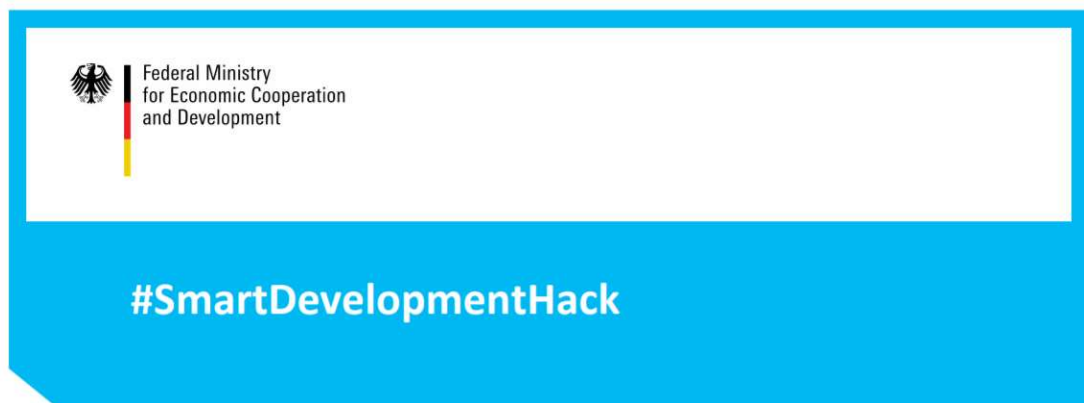 Federal Ministry
for Economic Cooperation
and Development
#SmartDevelopmentHack